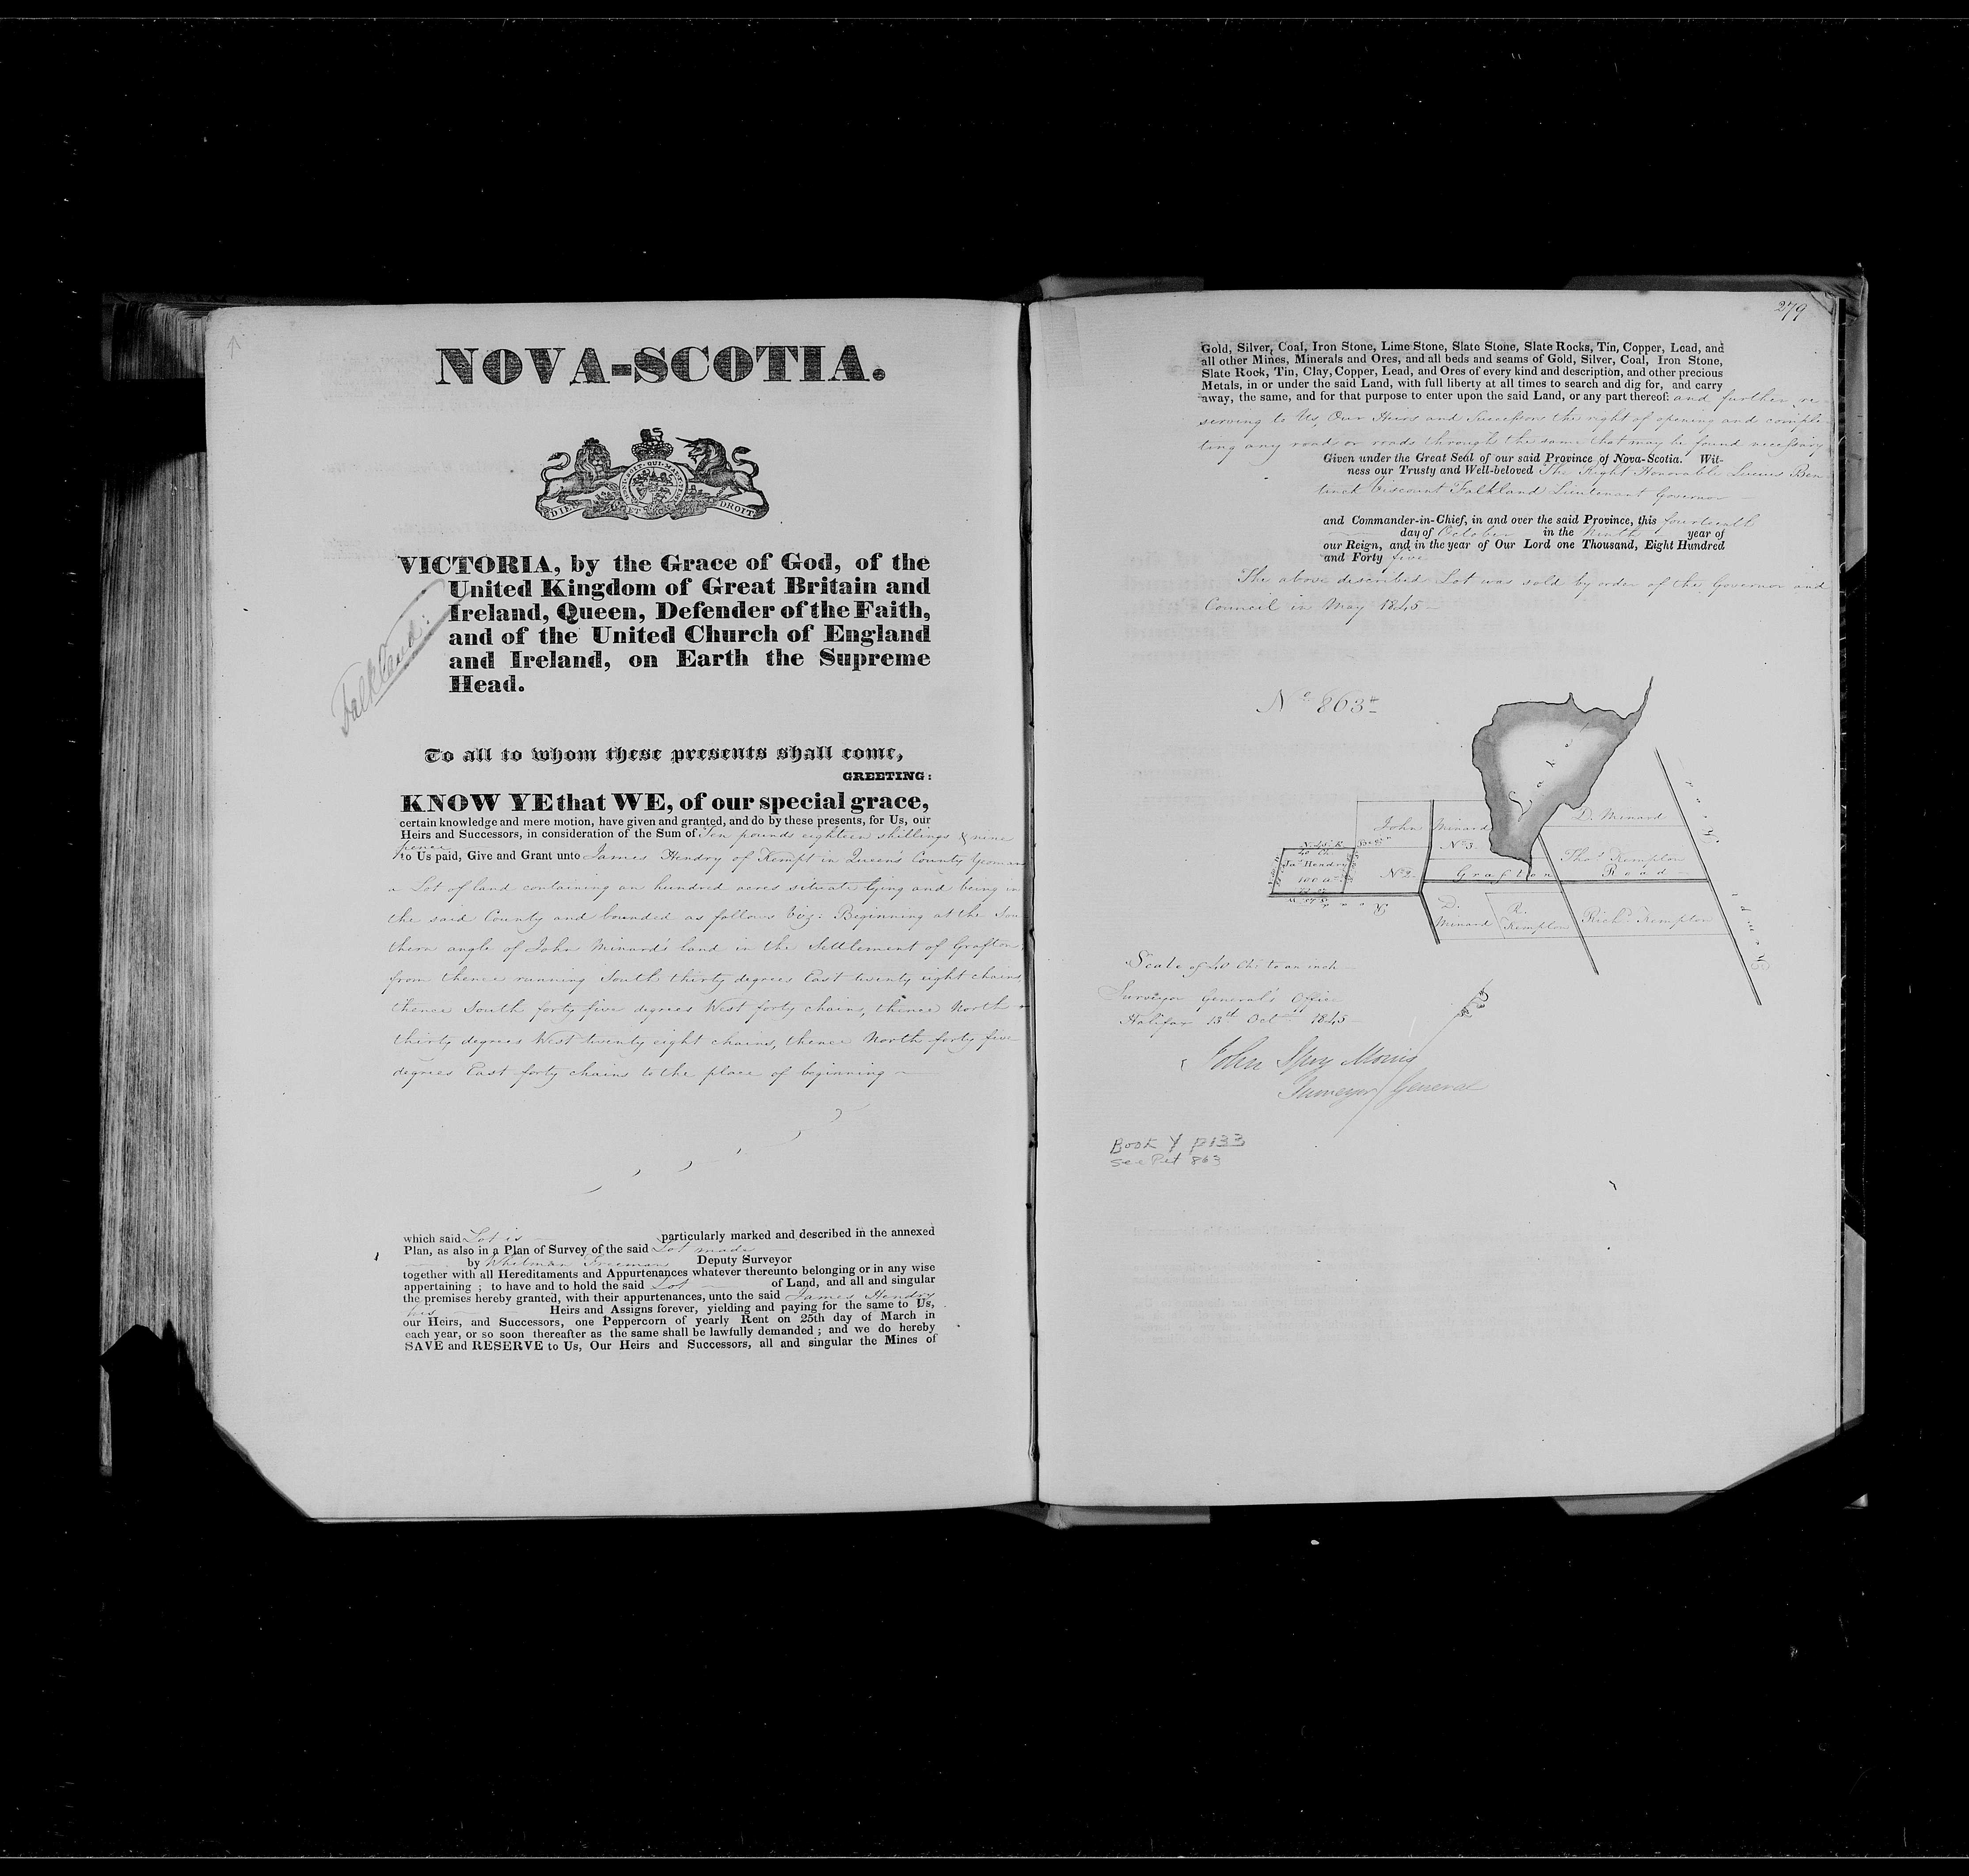 NOVA-SCOTIA.
DIEU ET MON DROIT
VICTORIA, by the Grace of God, of the
United Kingdom of Great Britain and
Ireland, Queen, Defender of the Faith,
and of the United Church of England
and Ireland, on Earth the Supreme
Head.
Falkland:
To all to whom these presents shall come,
GREETING:
KNOW YE that WE, of our special grace,
certain knowledge and mere motion, have given and granted, and do by these presents, for Us, our
Heirs and Successors, in consideration of the Sum of Ten pounds eighteen shillings & nine
pence
to Us paid, Give and Grant unto James Hendry of Kempt in Queen's County Yeoman
a Lot of land containing an hundred acres situate lying and being in
the said County and bounded as follows Viz: Beginning at the Sou
thern angle of John Minard's land in the Settlement of Grafton,
from thence running South thirty degrees East twenty eight chains,
thence South forty five degrees West forty chains, thence North
thirty degrees West twenty eight chains, thence North forty five
degrees East forty chains to the place of beginning
which said Lot is particularly marked and described in the annexed
Plan, as also in a Plan of Survey of the said Lot made
by Whitman Freeman Deputy Surveyor
together with all Hereditaments and Appurtenances whatever thereunto belonging or in any wise
appertaining ; to have and to hold the said Lot of Land, and all and singular
the premises hereby granted, with their appurtenances, unto the said James Hendry
his Heirs and Assigns forever, yielding and paying for the same to Us,
our Heirs, and Successors, one Peppercorn of yearly Rent on 25th day of March in
each year, or so soon thereafter as the same shall be lawfully demanded ; and we do hereby
SAVE and RESERVE to Us, Our Heirs and Successors, all and singular the Mines of
279
Gold, Silver, Coal, Iron Stone, Lime Stone, Slate Stone, Slate Rocks, Tin, Copper, Lead, and
all other Mines, Minerals and Ores, and all beds and seams of Gold, Silver, Coal, Iron Stone,
Slate Rock, Tin, Clay, Copper, Lead, and Ores of every kind and description, and other precious
Metals, in or under the said Land, with full liberty at all times to search and dig for, and carry
away, the same, and for that purpose to enter upon the said Land, or any part thereof: and further re-
serving to Us, Our Heirs and Successors the right of opening and comple-
ting any road or roads through the same that may be found necessary
Given under the Great Seal of our said Province of Nova-Scotia. Wit-
ness our Trusty and Well-beloved The Right Honorable Lucius Ben-
tinck Viscount Falkland Lieutenant Governor
and Commander-in-Chief, in and over the said Province, this fourteenth
day of October in the Ninth year of
our Reign, and in the year of Our Lord one Thousand, Eight Hundred
and Forty five
The above described Lot was sold by order of the Governor and
Council in May 1845
No. 863
Lake
John Minard
No. 3.
D. Minard
Thos. Kempton
N. 45° E.
40 Ch.
Jas. Hendry
100 as.
No. 2.
Grafton Road
Road
D. Minard
R. Kempton
Richd. Kempton
Scale of 40 Chs. to an inch
Surveyor General's Office
Halifax 13th Oct 1845
John Spry Morris
Surveyor General
Book Y p133
see Pet 863